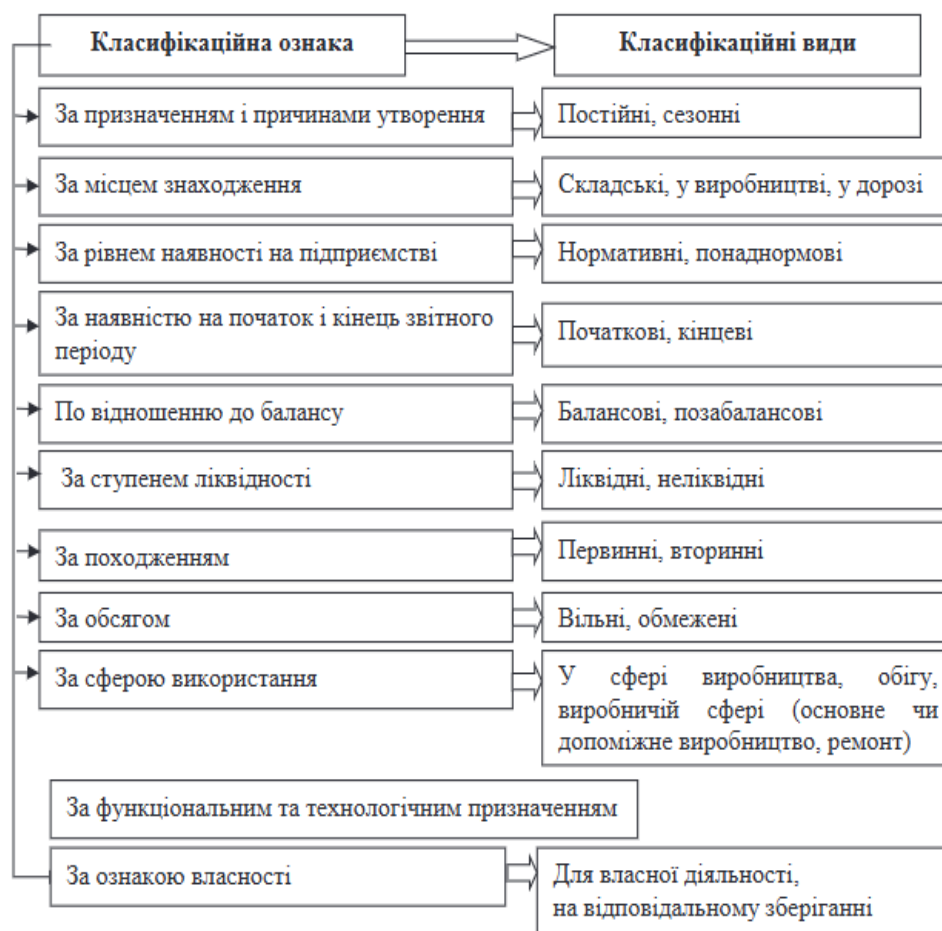 Класифікаційна ознака
Класифікаційні види
За призначенням і причинами утворення
Постійні, сезонні
За місцем знаходження
Складські, у виробництві, у дорозі
За рівнем наявності на підприємстві
Нормативні, понаднормові
За наявністю на початок і кінець звітного
періоду
Початкові, кінцеві
По відношенню до балансу
Балансові, позабалансові
За ступенем ліквідності
Ліквідні, неліквідні
За походженням
Первинні, вторинні
За обсягом
Вільні, обмежені
За сферою використання
У сфері виробництва, обігу,
виробничій сфері (основне чи
допоміжне виробництво, ремонт)
За функціональним та технологічним призначенням
За ознакою власності
Для власної діяльності,
на відповідальному зберіганні